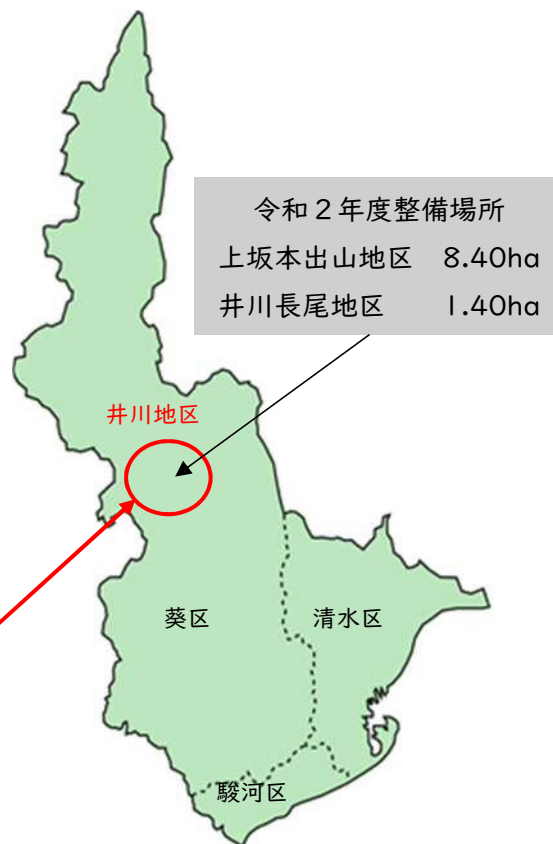 令和２年度整備場所
上坂本出山地区　8.40ha
井川長尾地区　1.40ha
井川地区
葵区
清水区
駿河区